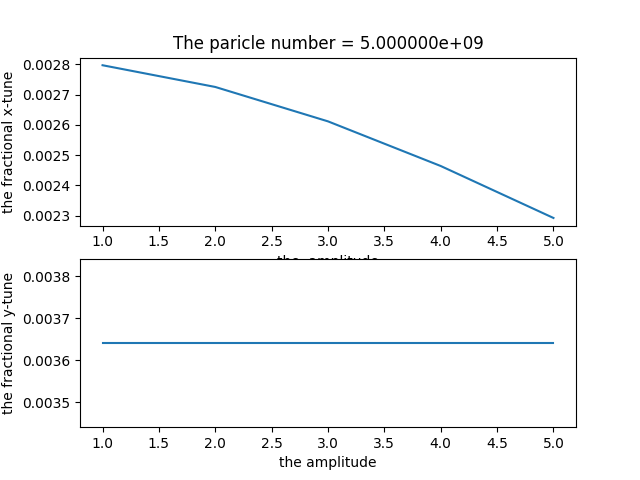 The paricle number = 5.000000e+09
the fractional x-tune
0.0028
0.0027
0.0026
0.0025
0.0024
0.0023
1.0 1.5 2.0 2.5 3.0 3.5 4.0 4.5 5.0
the amplitude
the fractional y-tune
0.0038
0.0037
0.0036
0.0035
1.0 1.5 2.0 2.5 3.0 3.5 4.0 4.5 5.0
the amplitude